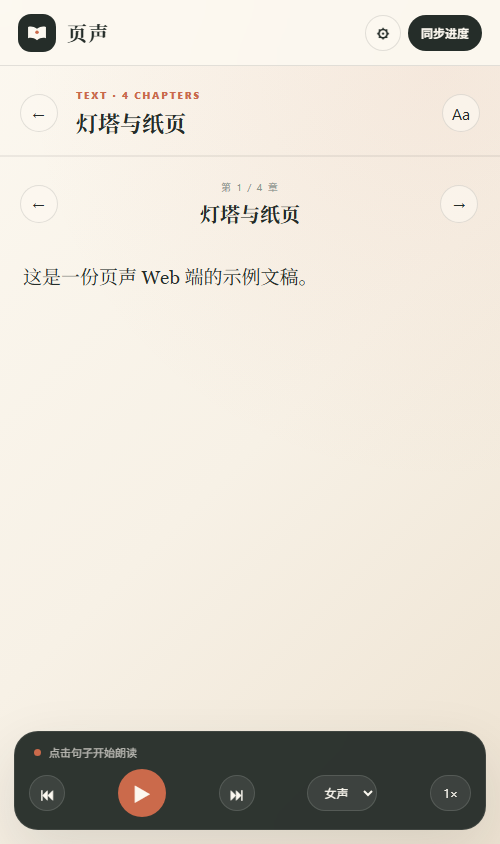 页声
同步进度
TEXT · 4 CHAPTERS
灯塔与纸页
Aa
第 1 / 4 章
灯塔与纸页
这是一份页声 Web 端的示例文稿。
点击句子开始朗读
女声
1×